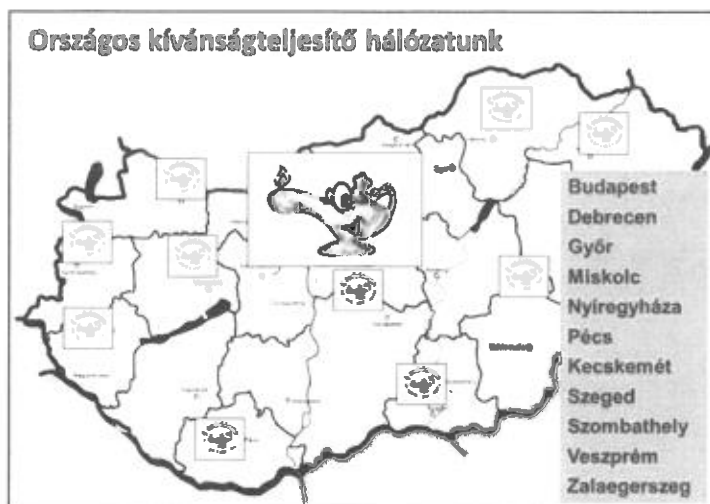 Országos kívánságteljesítő hálózatunk
Budapest
Debrecen
Győr
Miskolc
Nyíregyháza
Pécs
Kecskemét
Szeged
Szombathely
Veszprém
Zalaegerszeg